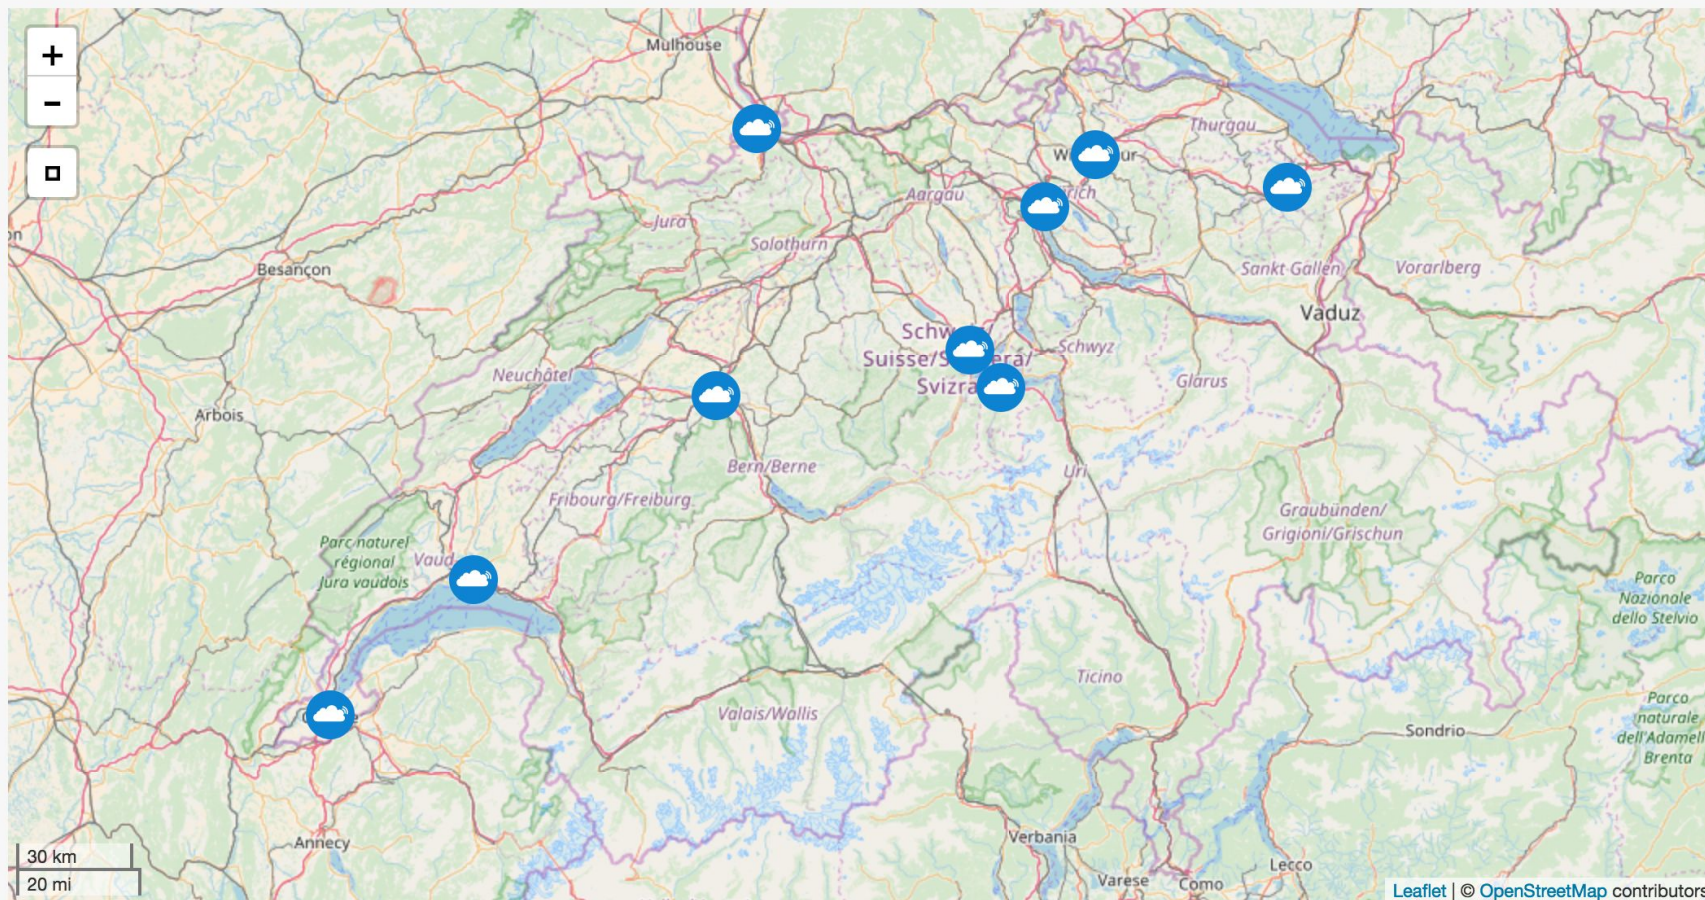 +
−
Mulhouse
Thurgau
Aargau
Jura
Solothurn
Besançon
Sankt Gallen
Vorarlberg
Vaduz
Schwyz
Suisse/
Svizra
Neuchâtel
Glarus
Arbois
Bern/Berne
Uri
Fribourg/Freiburg
Graubünden/
Grigioni/Grischun
Parc naturel
régional
Jura vaudois
Vaud
Parco
Nazionale
dello Stelvio
Ticino
Valais/Wallis
Parco
naturale
dell'Adamell
Brenta
Sondrio
Verbania
Annecy
Lecco
Varese
Como
30 km
20 mi
Leaflet | © OpenStreetMap contributors